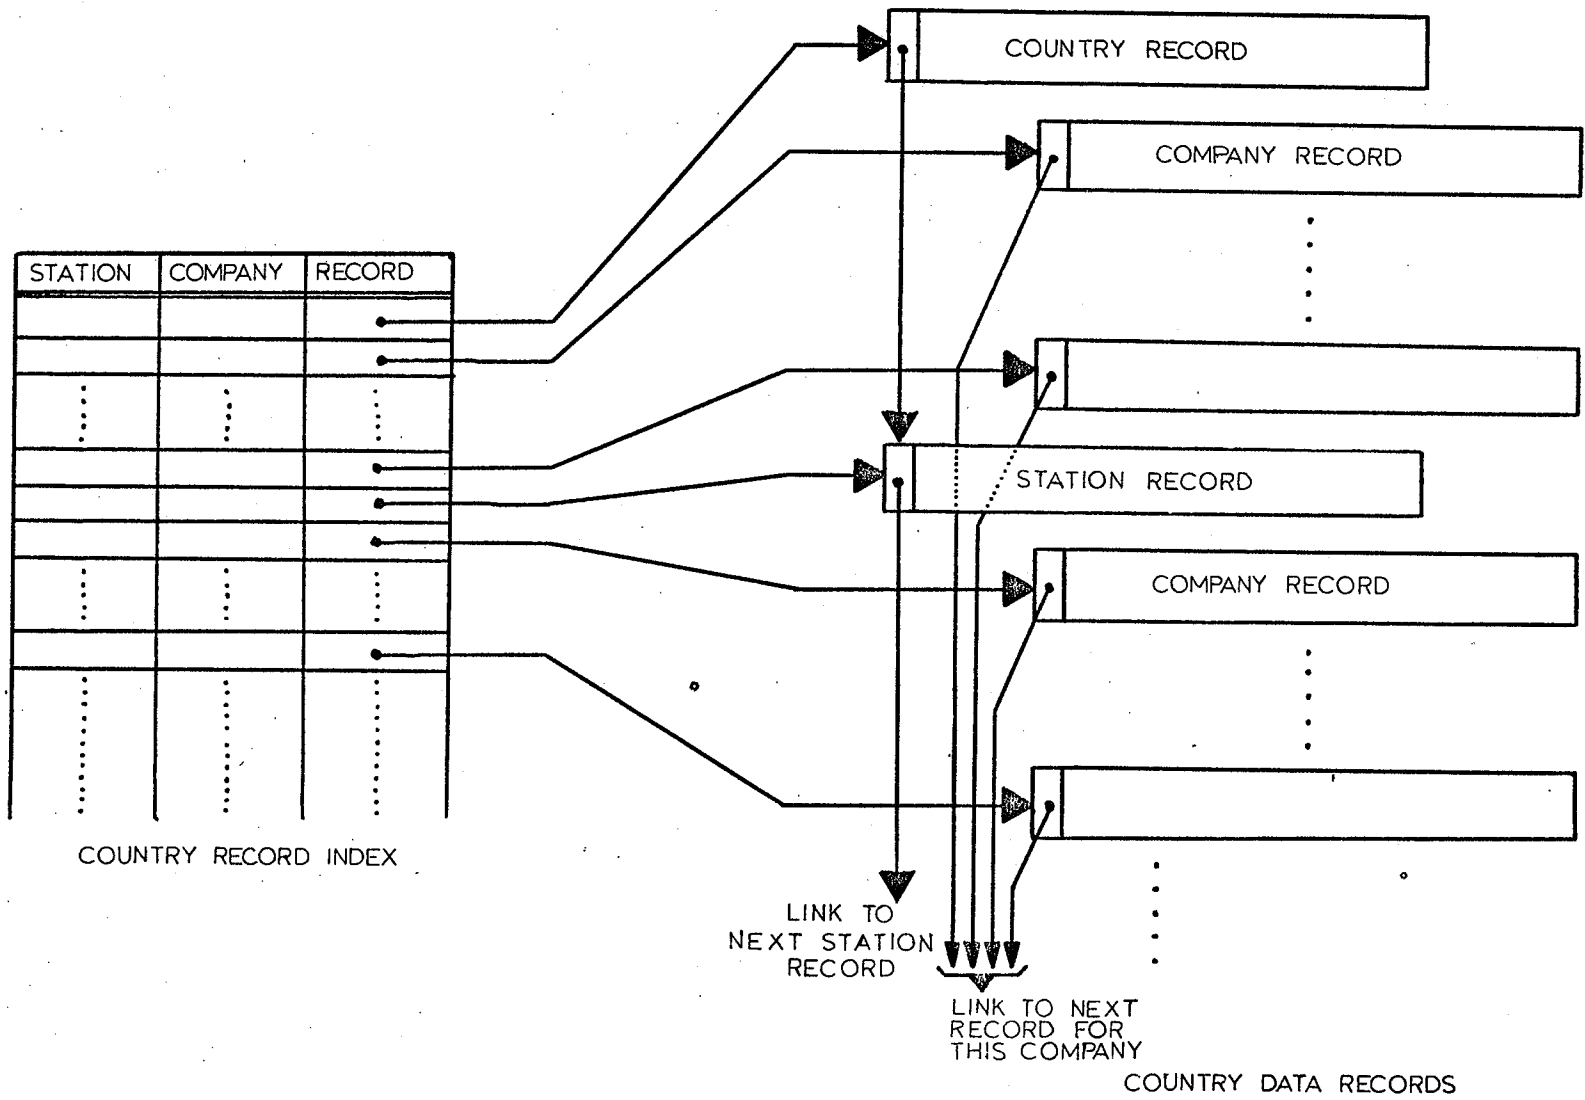 COUNTRY RECORD
COMPANY RECORD
STATION COMPANY RECORD
STATION RECORD
COMPANY RECORD
COUNTRY RECORD INDEX
LINK TO
NEXT STATION
RECORD
LINK TO NEXT
RECORD FOR
THIS COMPANY
COUNTRY DATA RECORDS